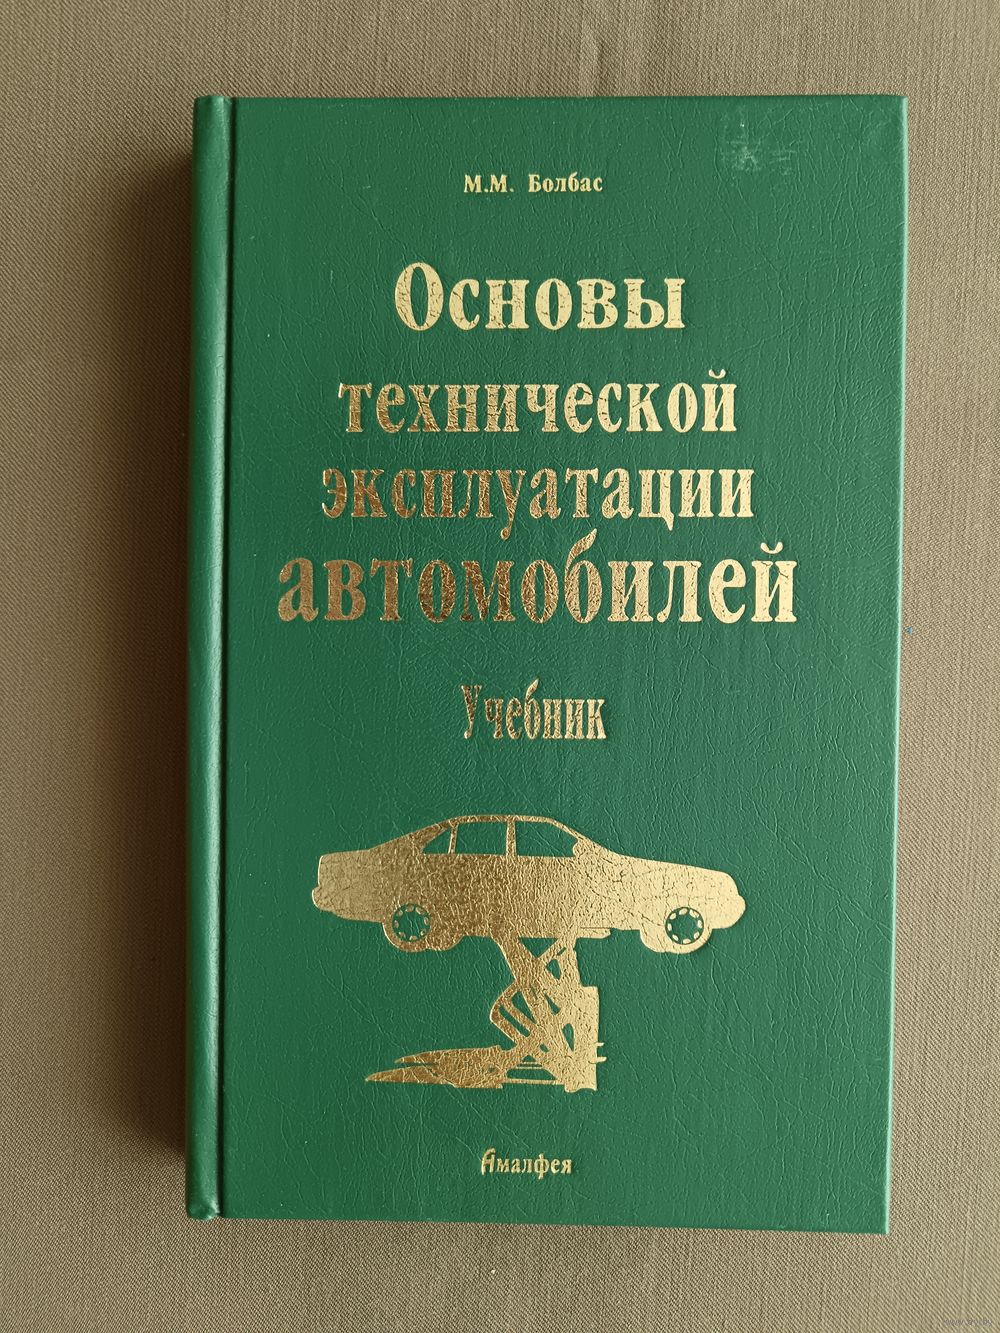 М.М. Болбас
Основы
технической
эксплуатации
автомобилей
Учебник
Амалфея